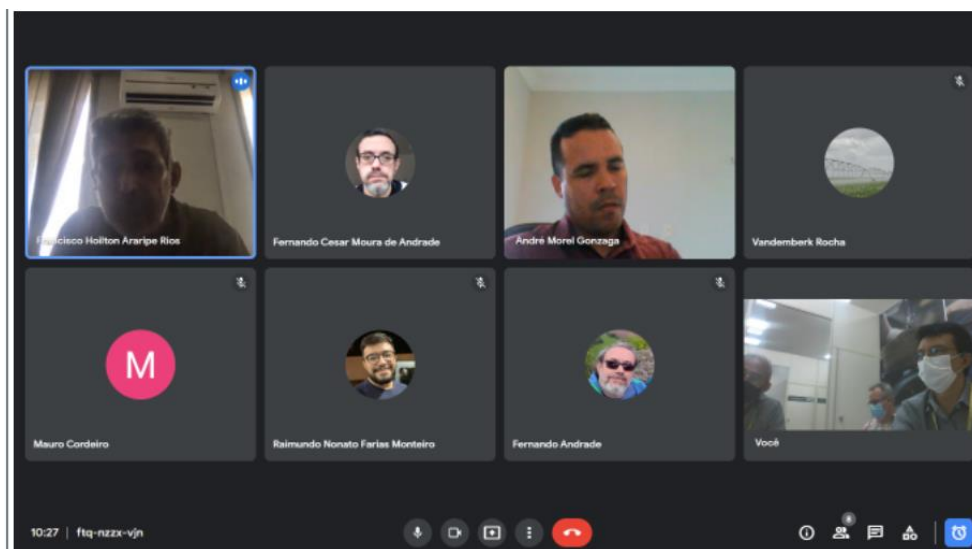 Francisco Hoilton Araripe Rios
Fernando Cesar Moura de Andrade
André Morel Gonzaga
Vandemberk Rocha
M
Mauro Cordeiro
Raimundo Nonato Farias Monteiro
Fernando Andrade
Você
10:27 | ftq-nzzx-vjn
8